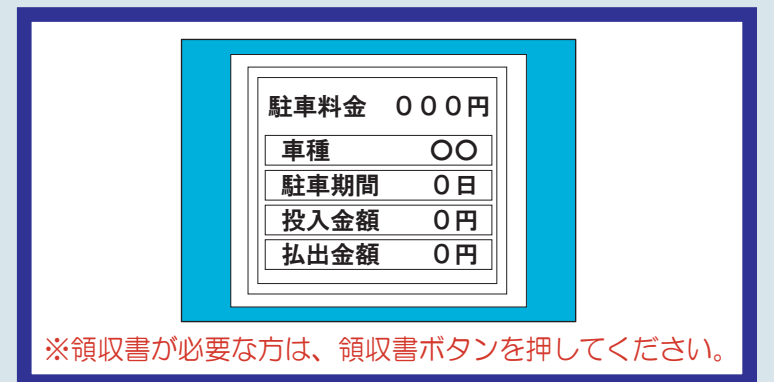 駐車料金 ０００円
車種 〇〇
駐車期間 ０日
投入金額 ０円
払出金額 ０円
※領収書が必要な方は、領収書ボタンを押してください。